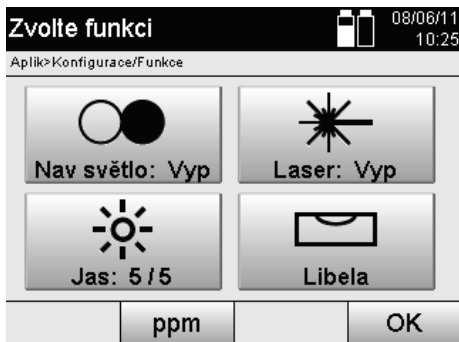 Zvolte funkci
08/06/11
10:25
Aplik>Konfigurace/Funkce
Nav světlo: Vyp
Laser: Vyp
Jas: 5/5
Libela
ppm
OK